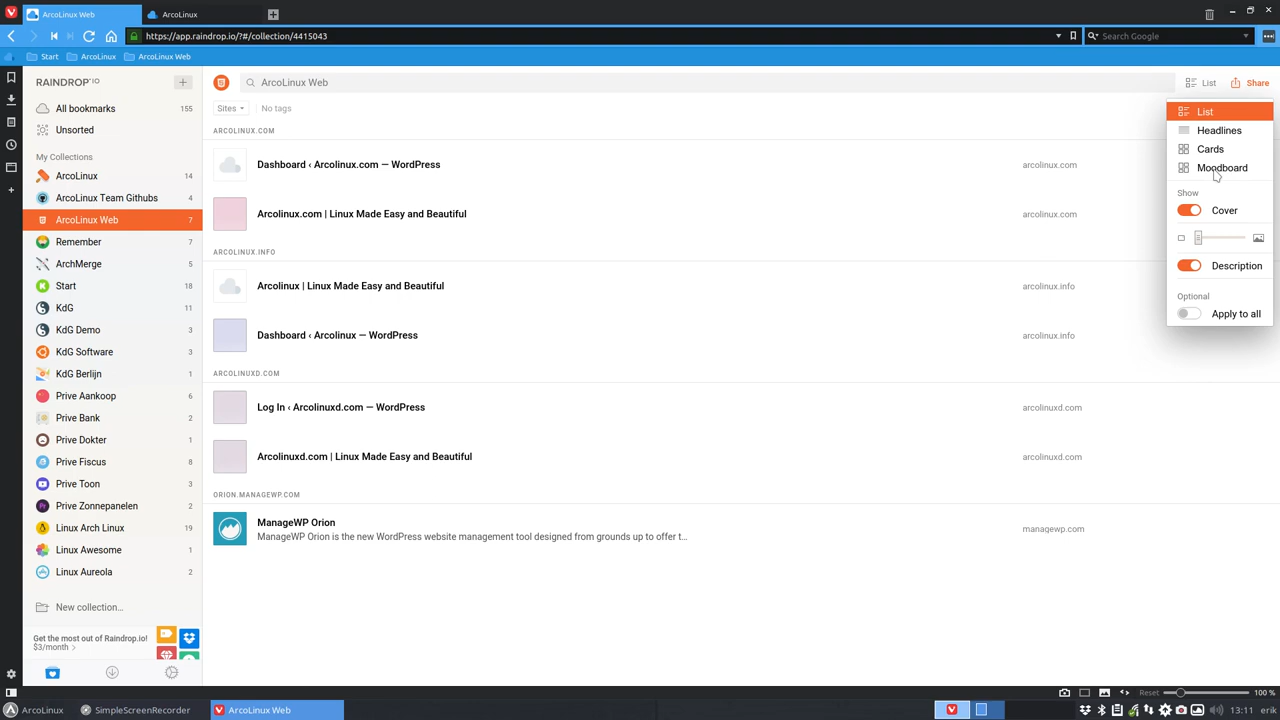 ArcoLinux Web
ArcoLinux
https://app.raindrop.io/?#/collection/4415043
Search Google
Start
ArcoLinux
ArcoLinux Web
RAINDROP.IO
ArcoLinux Web
List
Share
All bookmarks 155
Unsorted
My Collections
ArcoLinux 14
ArcoLinux Team Githubs 4
ArcoLinux Web 7
Remember 7
ArchMerge 5
Start 18
KdG 11
KdG Demo 3
KdG Software 3
KdG Berlijn 1
Prive Aankoop 6
Prive Bank 2
Prive Dokter 1
Prive Fiscus 8
Prive Toon 3
Prive Zonnepanelen 2
Linux Arch Linux 19
Linux Awesome 8
Linux Aureola 2
New collection...
Get the most out of Raindrop.io!
$3/month >
Sites
No tags
ARCOLINUX.COM
Dashboard ‹ Arcolinux.com — WordPress arcolinux.com
Arcolinux.com | Linux Made Easy and Beautiful arcolinux.com
ARCOLINUX.INFO
Arcolinux | Linux Made Easy and Beautiful arcolinux.info
Dashboard ‹ Arcolinux — WordPress arcolinux.info
ARCOLINUXD.COM
Log In ‹ Arcolinuxd.com — WordPress arcolinuxd.com
Arcolinuxd.com | Linux Made Easy and Beautiful arcolinuxd.com
ORION.MANAGEWP.COM
ManageWP Orion
ManageWP Orion is the new WordPress website management tool designed from grounds up to offer t... managewp.com
List
Headlines
Cards
Moodboard
Show
Cover
Description
Optional
Apply to all
Reset
100 %
ArcoLinux
SimpleScreenRecorder
ArcoLinux Web
13:11 erik